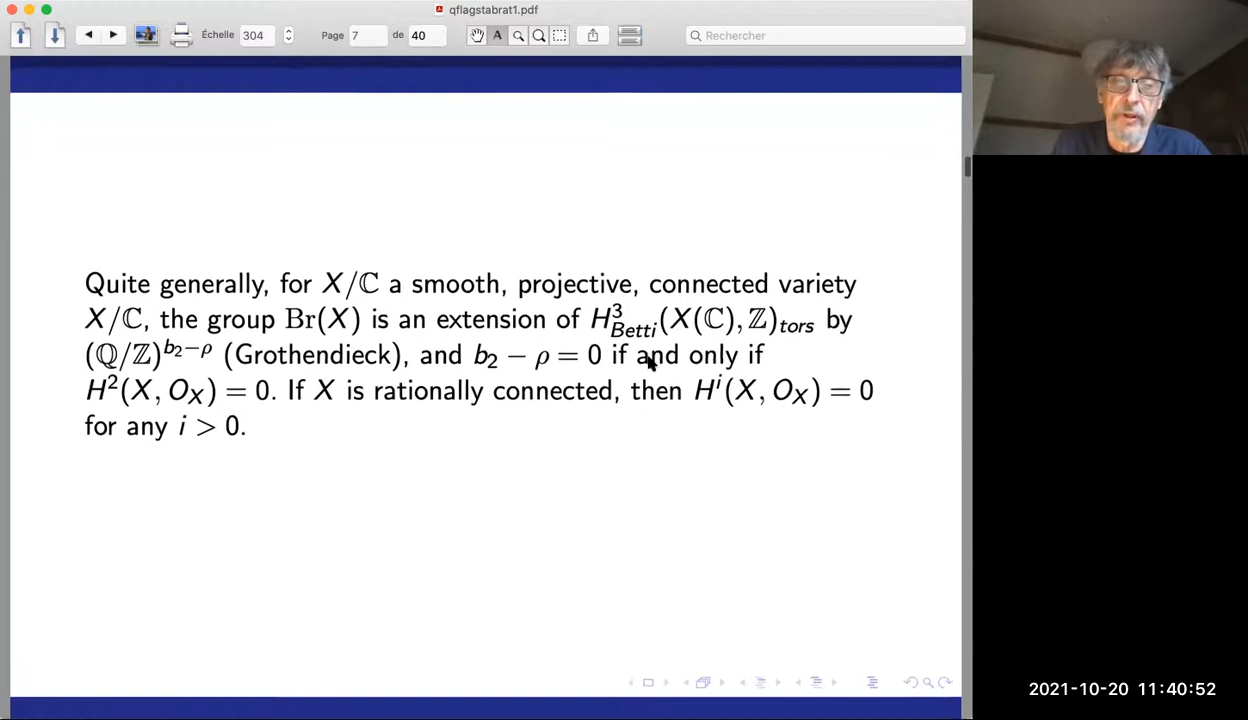 qflagstabrat1.pdf
Échelle 304 Page 7 de 40 A Rechercher
Quite generally, for X/ℂ a smooth, projective, connected variety
X/ℂ, the group Br(X) is an extension of H³_Betti(X(ℂ), ℤ)_tors by
(ℚ/ℤ)^{b₂−ρ} (Grothendieck), and b₂ − ρ = 0 if and only if
H²(X, O_X) = 0. If X is rationally connected, then Hⁱ(X, O_X) = 0
for any i > 0.
2021-10-20 11:40:52